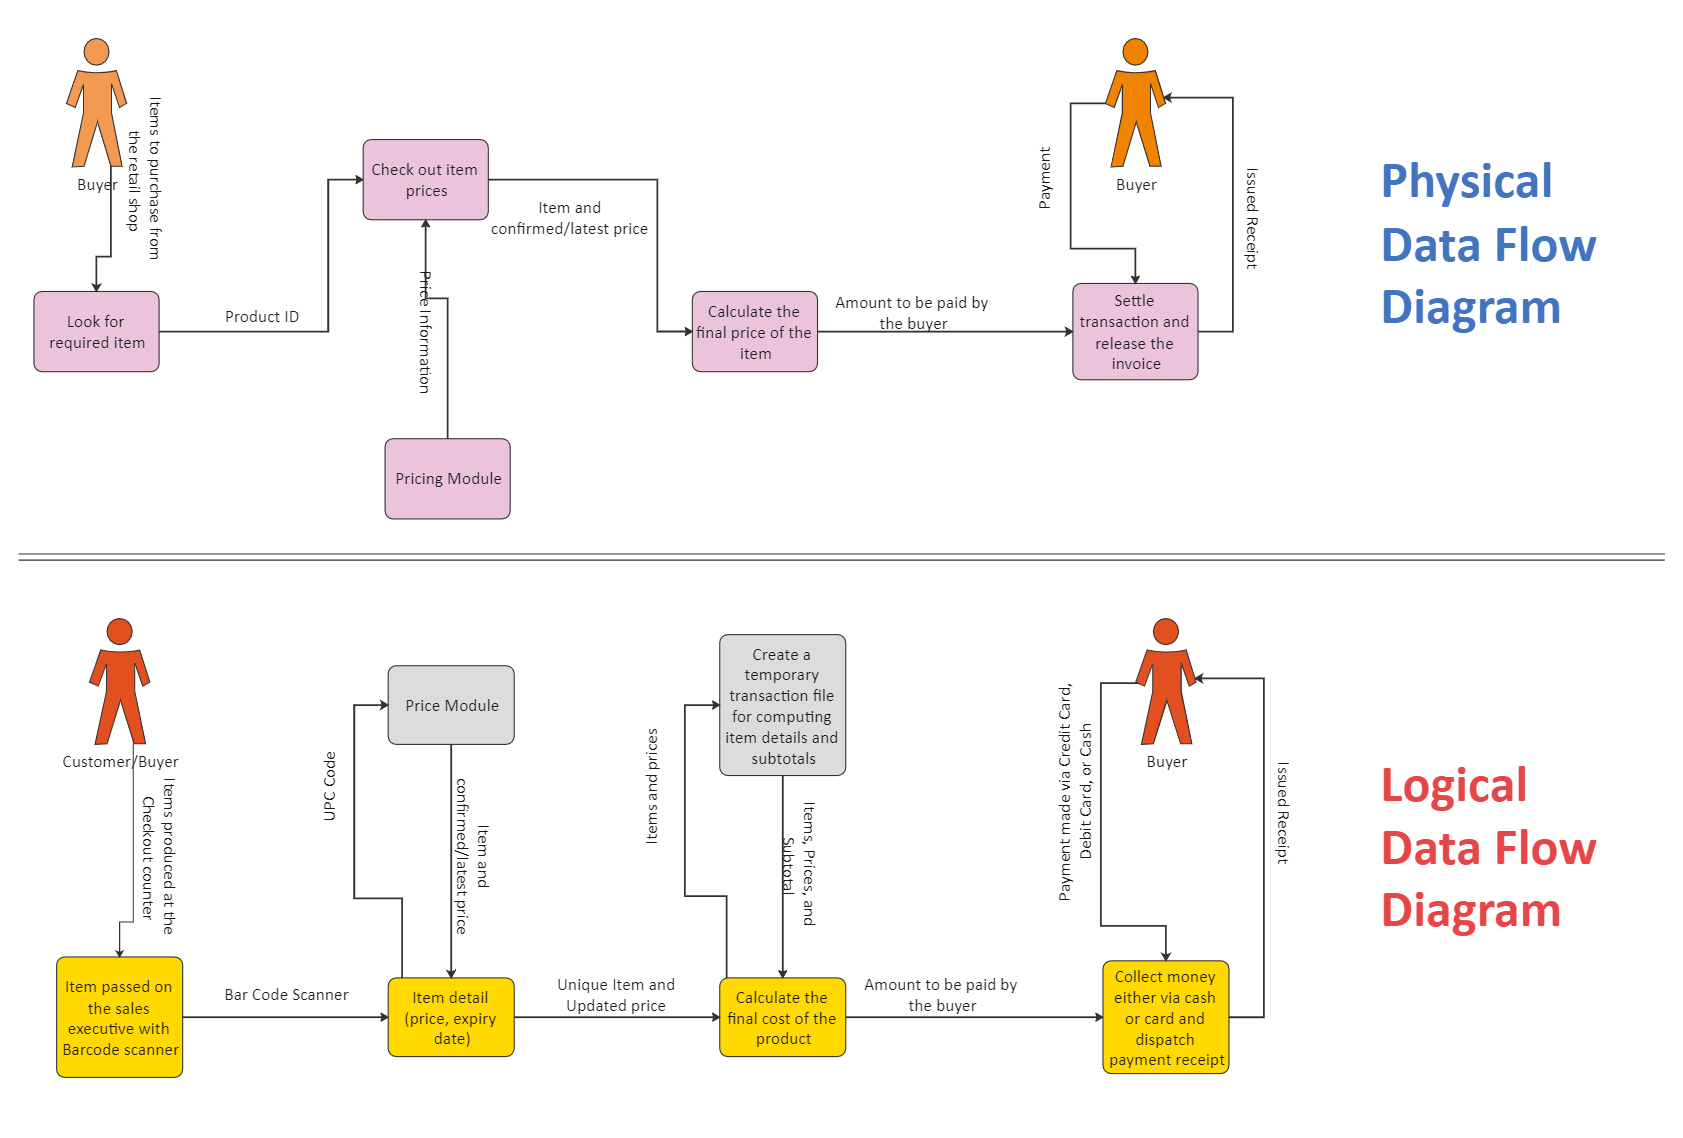 Buyer
Items to purchase from
the retail shop
Look for
required item
Product ID
Check out item
prices
Price Information
Pricing Module
Item and
confirmed/latest price
Calculate the
final price of the
item
Amount to be paid by
the buyer
Payment
Buyer
Issued Receipt
Settle
transaction and
release the
invoice
Physical
Data Flow
Diagram
Customer/Buyer
Items produced at the
Checkout counter
Item passed on
the sales
executive with
Barcode scanner
Bar Code Scanner
UPC Code
Price Module
Item and
confirmed/latest price
Item detail
(price, expiry
date)
Unique Item and
Updated price
Items and prices
Create a
temporary
transaction file
for computing
item details and
subtotals
Items, Prices, and
Subtotal
Calculate the
final cost of the
product
Amount to be paid by
the buyer
Payment made via Credit Card,
Debit Card, or Cash
Buyer
Issued Receipt
Collect money
either via cash
or card and
dispatch
payment receipt
Logical
Data Flow
Diagram